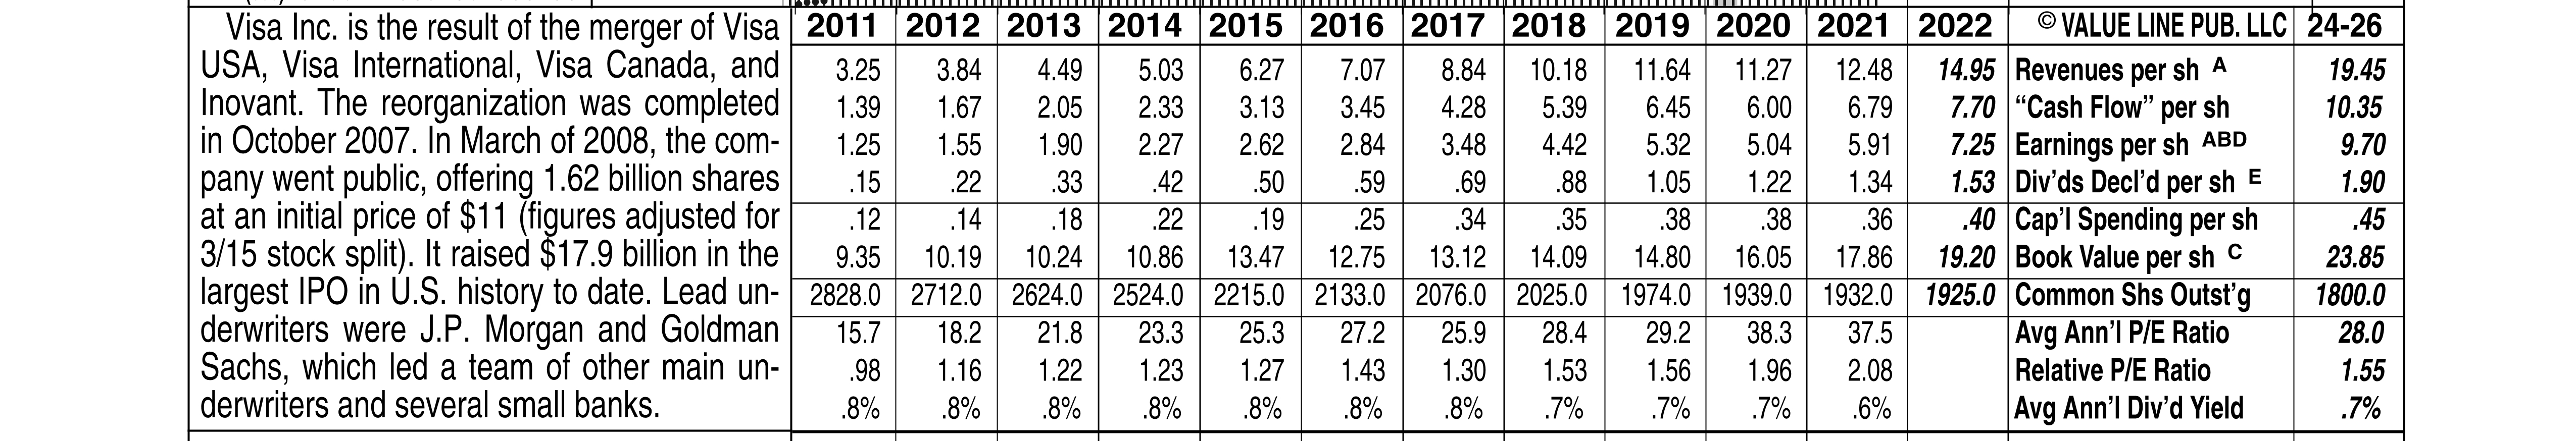 Visa Inc. is the result of the merger of Visa
USA, Visa International, Visa Canada, and
Inovant. The reorganization was completed
in October 2007. In March of 2008, the com-
pany went public, offering 1.62 billion shares
at an initial price of $11 (figures adjusted for
3/15 stock split). It raised $17.9 billion in the
largest IPO in U.S. history to date. Lead un-
derwriters were J.P. Morgan and Goldman
Sachs, which led a team of other main un-
derwriters and several small banks.
2011 2012 2013 2014 2015 2016 2017 2018 2019 2020 2021 2022 © VALUE LINE PUB. LLC 24-26
3.25 3.84 4.49 5.03 6.27 7.07 8.84 10.18 11.64 11.27 12.48 14.95 Revenues per sh A 19.45
1.39 1.67 2.05 2.33 3.13 3.45 4.28 5.39 6.45 6.00 6.79 7.70 “Cash Flow” per sh 10.35
1.25 1.55 1.90 2.27 2.62 2.84 3.48 4.42 5.32 5.04 5.91 7.25 Earnings per sh ABD 9.70
.15 .22 .33 .42 .50 .59 .69 .88 1.05 1.22 1.34 1.53 Div’ds Decl’d per sh E 1.90
.12 .14 .18 .22 .19 .25 .34 .35 .38 .38 .36 .40 Cap’l Spending per sh .45
9.35 10.19 10.24 10.86 13.47 12.75 13.12 14.09 14.80 16.05 17.86 19.20 Book Value per sh C 23.85
2828.0 2712.0 2624.0 2524.0 2215.0 2133.0 2076.0 2025.0 1974.0 1939.0 1932.0 1925.0 Common Shs Outst’g 1800.0
15.7 18.2 21.8 23.3 25.3 27.2 25.9 28.4 29.2 38.3 37.5 Avg Ann’l P/E Ratio 28.0
.98 1.16 1.22 1.23 1.27 1.43 1.30 1.53 1.56 1.96 2.08 Relative P/E Ratio 1.55
.8% .8% .8% .8% .8% .8% .8% .7% .7% .7% .6% Avg Ann’l Div’d Yield .7%